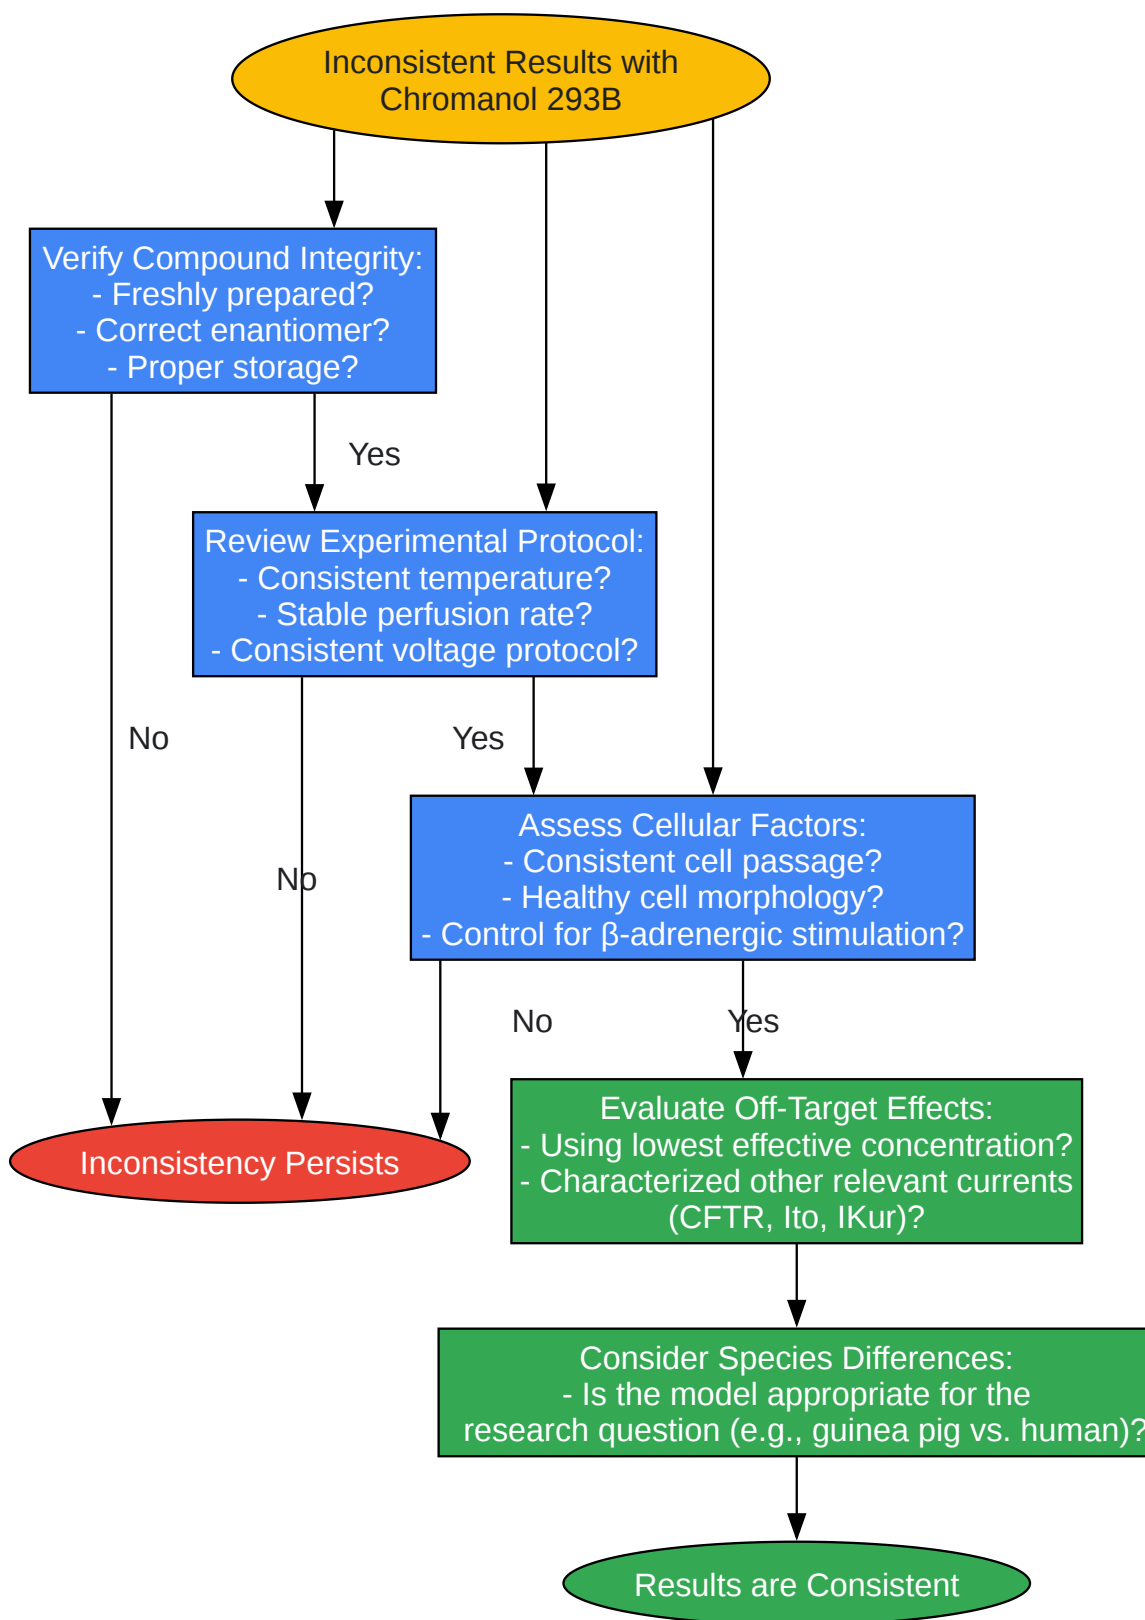 Inconsistent Results with
Chromanol 293B
Verify Compound Integrity:
- Freshly prepared?
- Correct enantiomer?
- Proper storage?
Yes
Review Experimental Protocol:
- Consistent temperature?
- Stable perfusion rate?
- Consistent voltage protocol?
No
Yes
Assess Cellular Factors:
- Consistent cell passage?
- Healthy cell morphology?
- Control for β-adrenergic stimulation?
No
No
Yes
Evaluate Off-Target Effects:
- Using lowest effective concentration?
- Characterized other relevant currents
(CFTR, Ito, IKur)?
Inconsistency Persists
Consider Species Differences:
- Is the model appropriate for the
research question (e.g., guinea pig vs. human)?
Results are Consistent